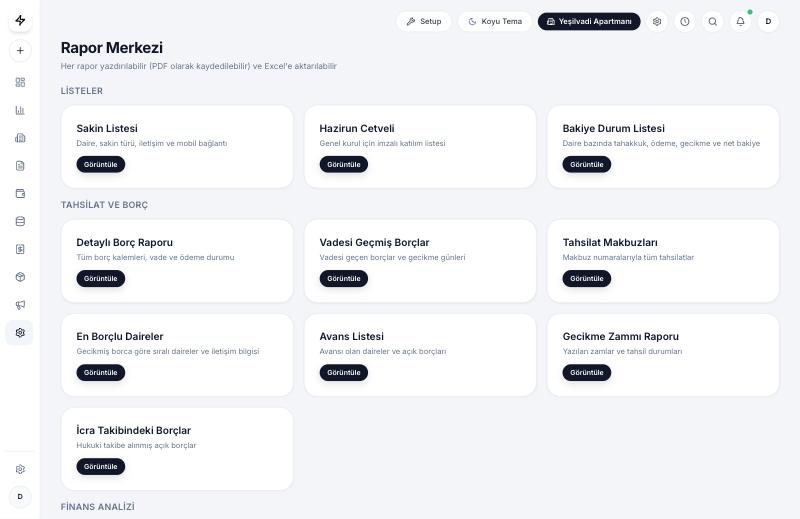 Setup
Koyu Tema
Yeşilvadi Apartmanı
D
Rapor Merkezi
Her rapor yazdırılabilir (PDF olarak kaydedilebilir) ve Excel'e aktarılabilir
LİSTELER
Sakin Listesi
Daire, sakin türü, iletişim ve mobil bağlantı
Görüntüle
Hazirun Cetveli
Genel kurul için imzalı katılım listesi
Görüntüle
Bakiye Durum Listesi
Daire bazında tahakkuk, ödeme, gecikme ve net bakiye
Görüntüle
TAHSİLAT VE BORÇ
Detaylı Borç Raporu
Tüm borç kalemleri, vade ve ödeme durumu
Görüntüle
Vadesi Geçmiş Borçlar
Vadesi geçen borçlar ve gecikme günleri
Görüntüle
Tahsilat Makbuzları
Makbuz numaralarıyla tüm tahsilatlar
Görüntüle
En Borçlu Daireler
Gecikmiş borca göre sıralı daireler ve iletişim bilgisi
Görüntüle
Avans Listesi
Avansı olan daireler ve açık borçları
Görüntüle
Gecikme Zammı Raporu
Yazılan zamlar ve tahsil durumları
Görüntüle
İcra Takibindeki Borçlar
Hukuki takibe alınmış açık borçlar
Görüntüle
D
FİNANS ANALİZİ